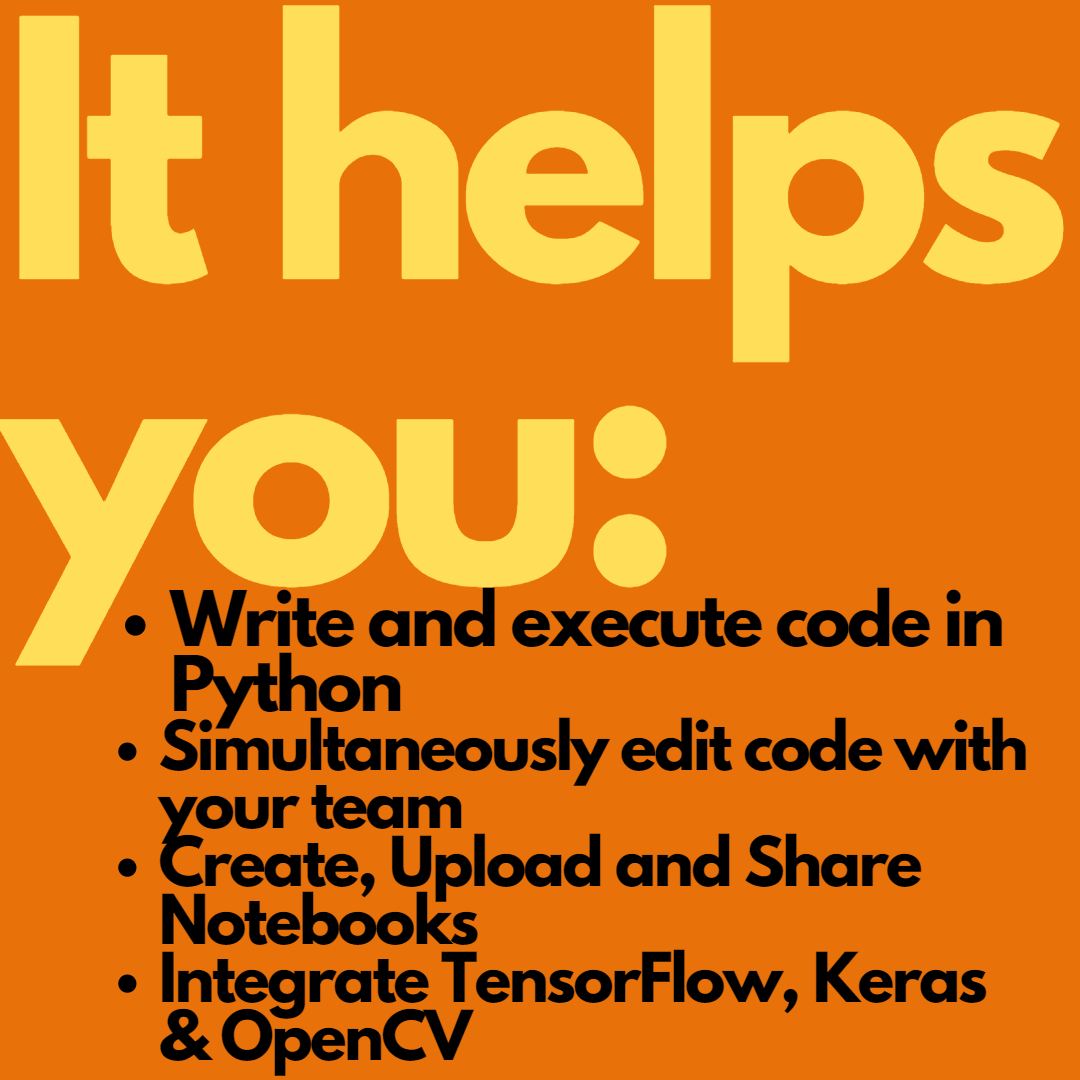 It helps
you:
• Write and execute code in
Python
• Simultaneously edit code with
your team
• Create, Upload and Share
Notebooks
• Integrate TensorFlow, Keras
& OpenCV